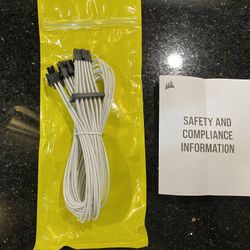 SAFETY AND
COMPLIANCE
INFORMATION